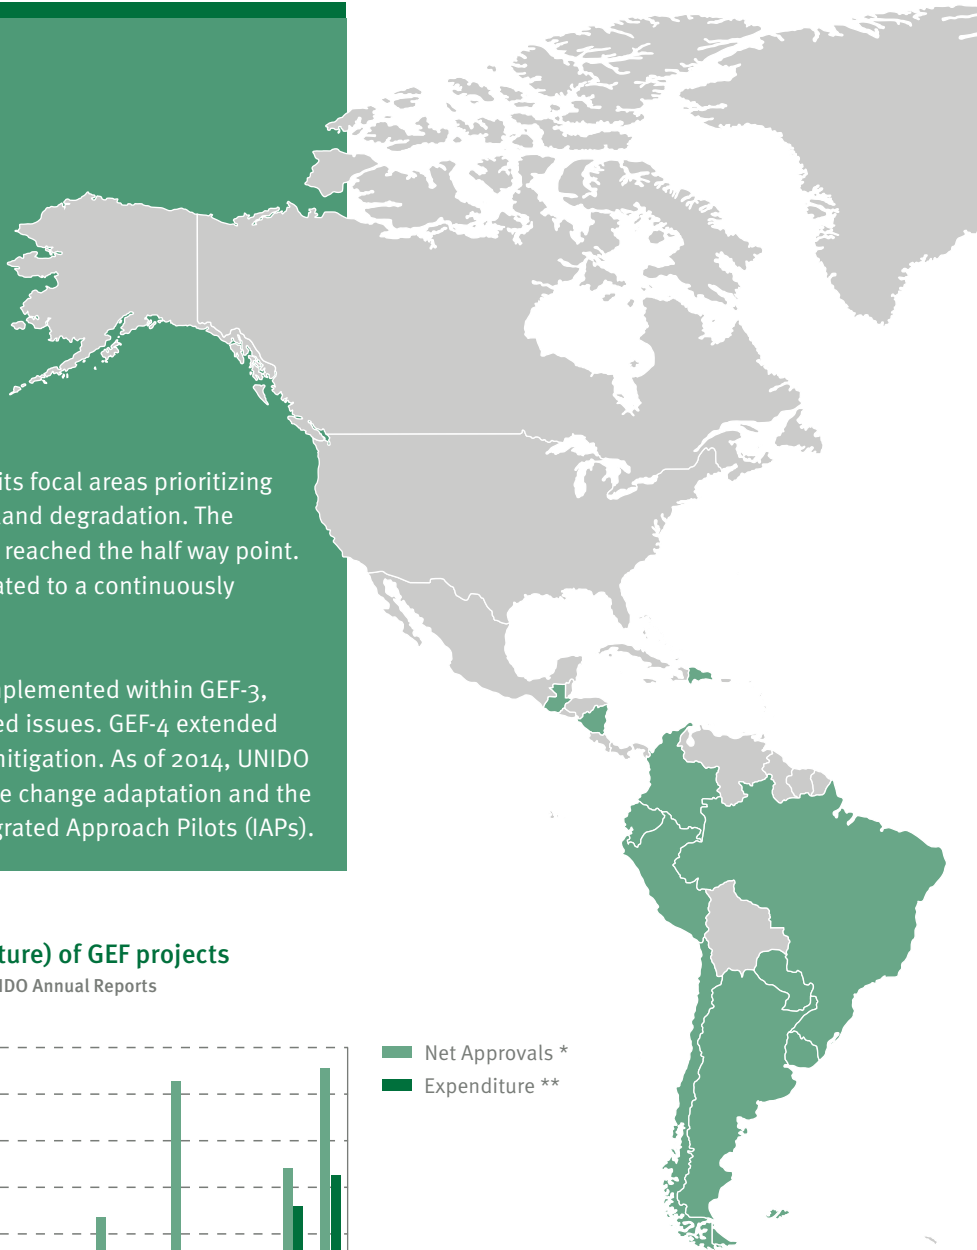 its focal areas prioritizing
and degradation. The
reached the half way point.
ated to a continuously
nplemented within GEF-3,
ed issues. GEF-4 extended
nitigation. As of 2014, UNIDO
e change adaptation and the
grated Approach Pilots (IAPs).
ture) of GEF projects
IDO Annual Reports
Net Approvals *
Expenditure **